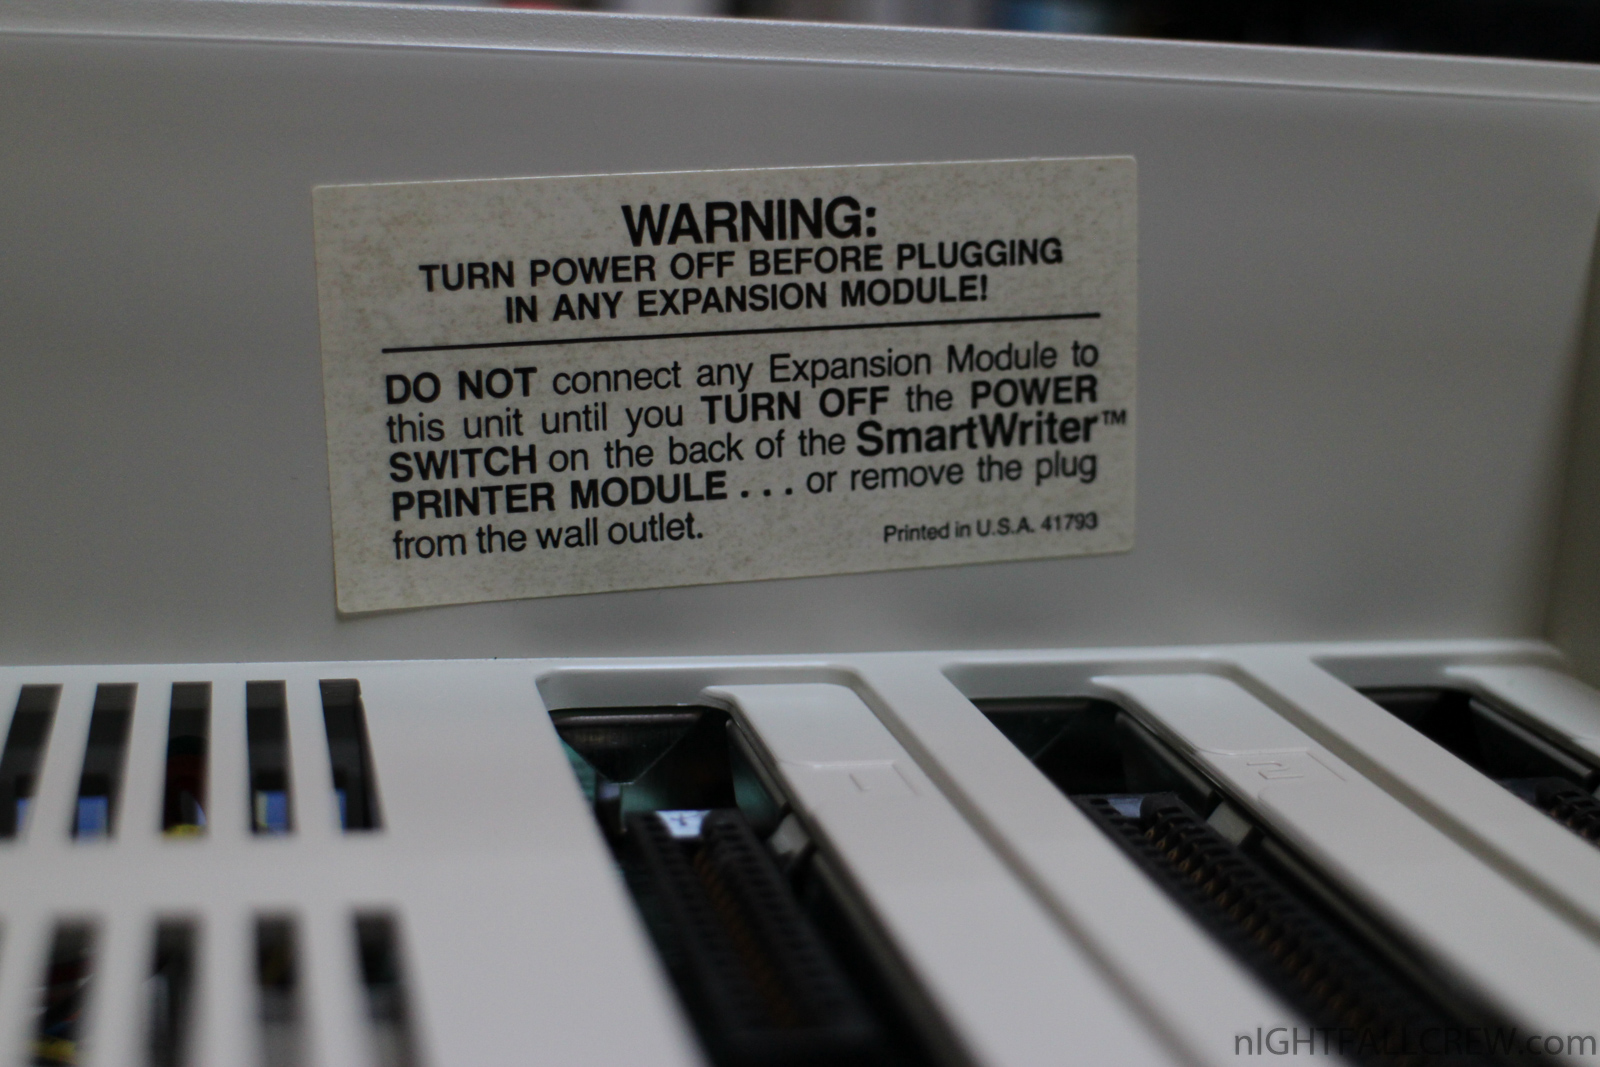 WARNING:
TURN POWER OFF BEFORE PLUGGING
IN ANY EXPANSION MODULE!
DO NOT connect any Expansion Module to
this unit until you TURN OFF the POWER
SWITCH on the back of the SmartWriter™
PRINTER MODULE . . . or remove the plug
from the wall outlet.
Printed in U.S.A. 41793
1
2
nIGHTFALLCREW.com